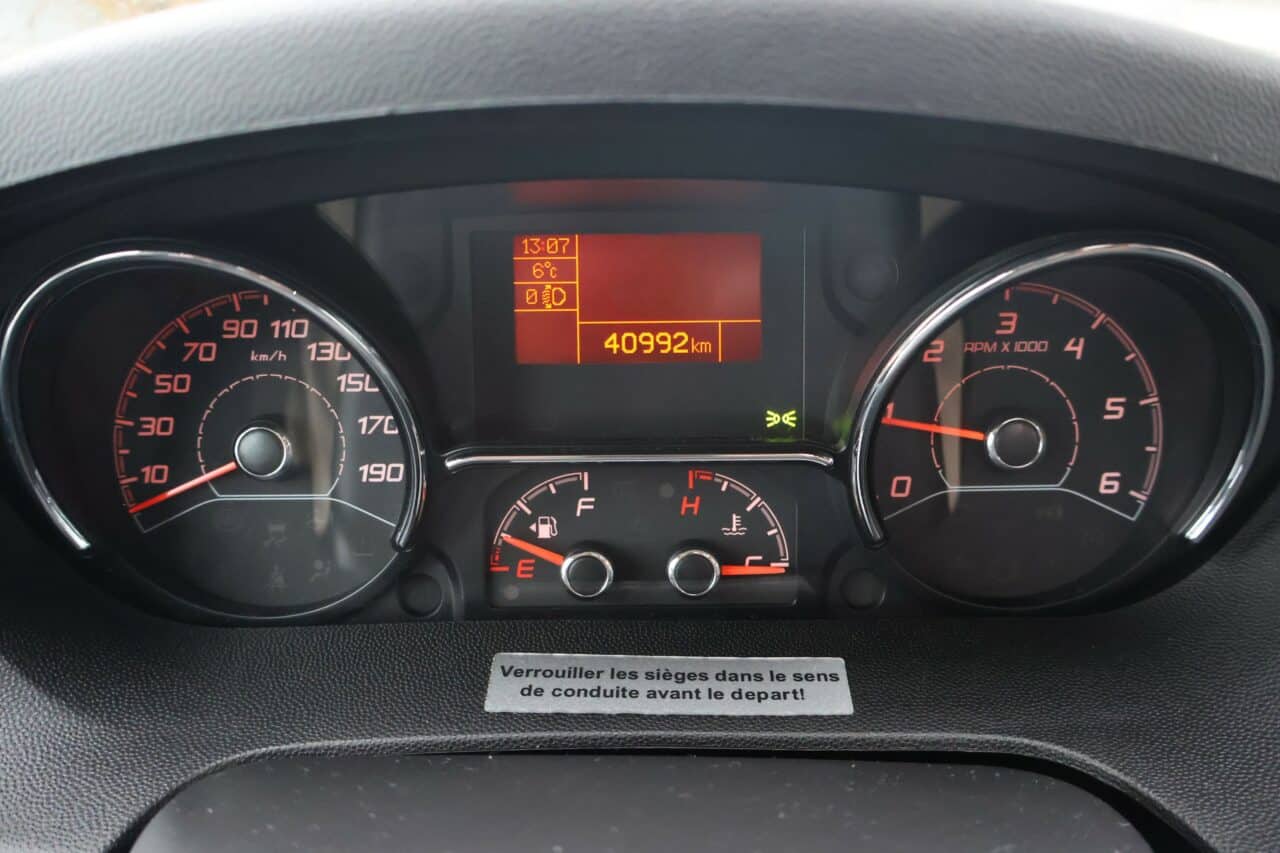 13:07
6°c
0
40992km
10
30
50
70
90
110
130
150
170
190
km/h
F
E
H
C
0
1
2
3
4
5
6
RPM X 1000
Verrouiller les sièges dans le sens
de conduite avant le depart!